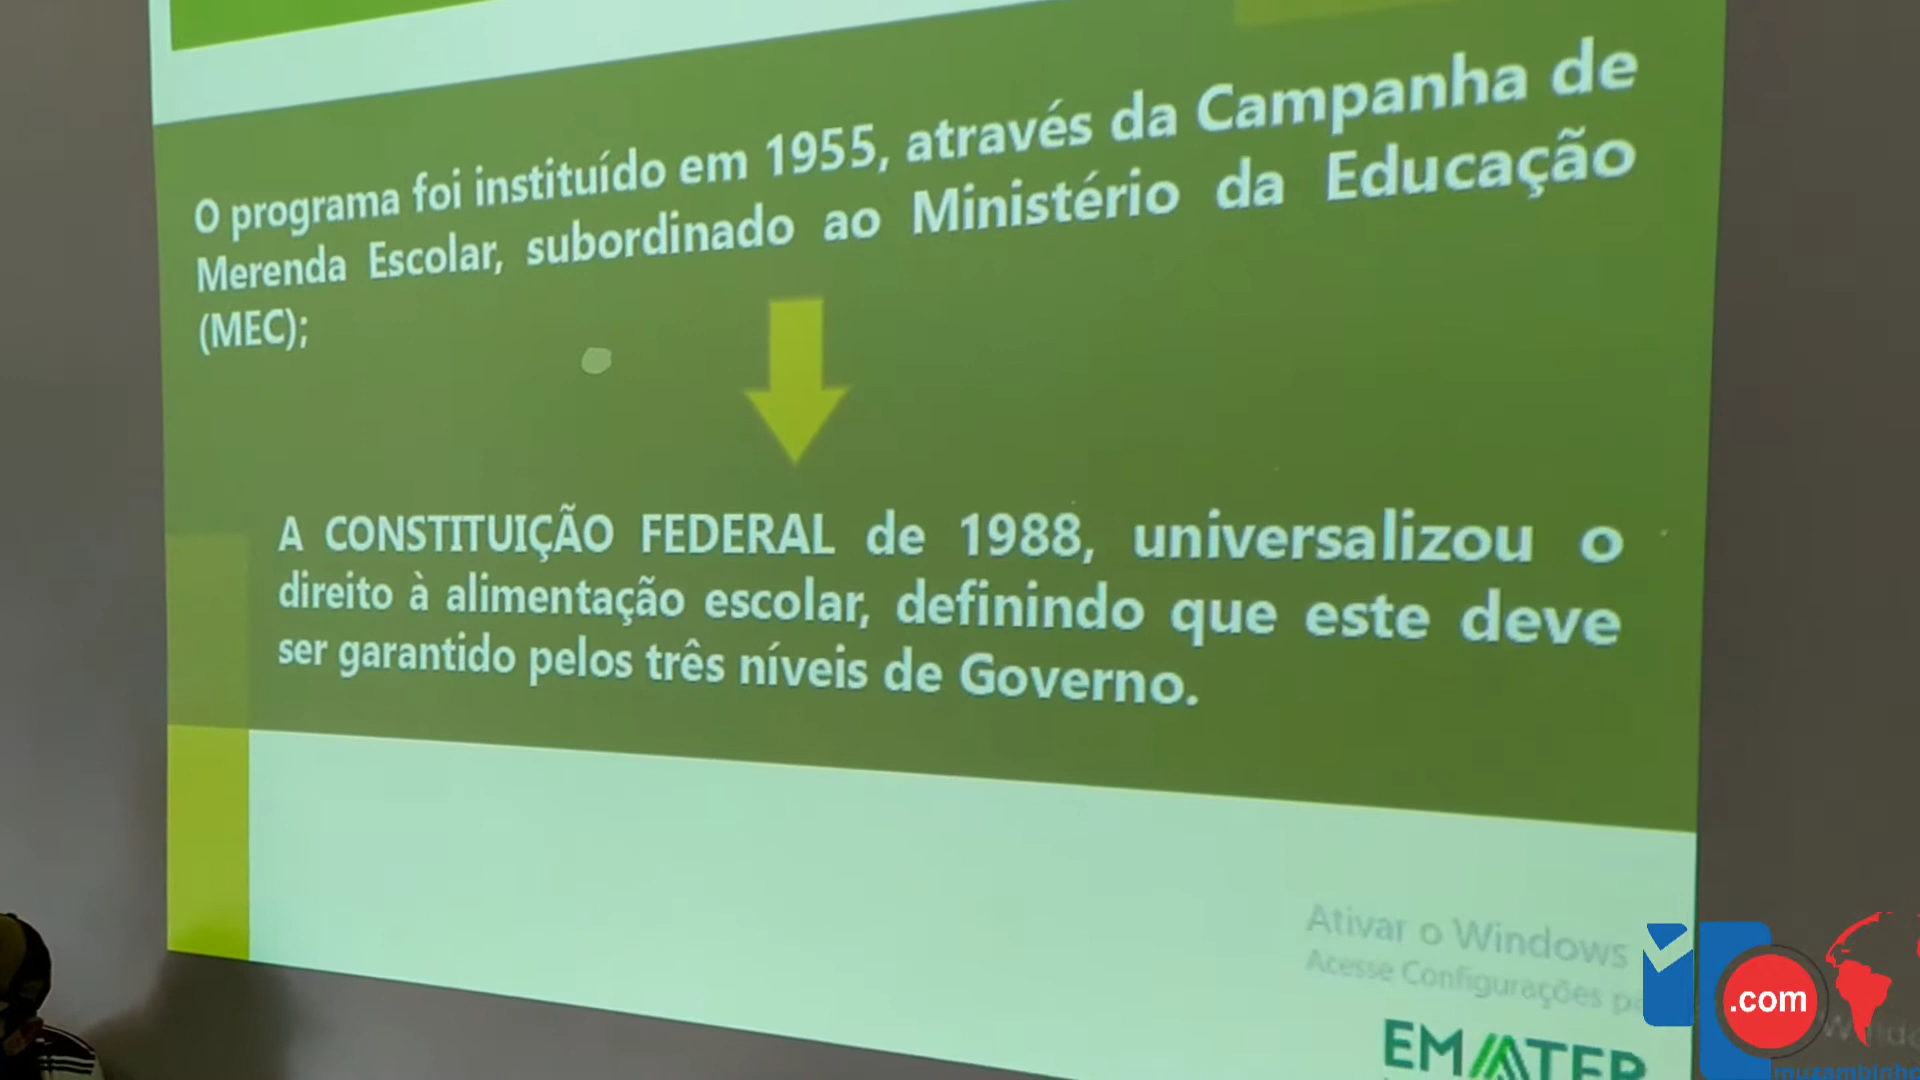 O programa foi instituído em 1955, através da Campanha de
Merenda Escolar, subordinado ao Ministério da Educação
(MEC);
A CONSTITUIÇÃO FEDERAL de 1988, universalizou o
direito à alimentação escolar, definindo que este deve
ser garantido pelos três níveis de Governo.
Ativar o Windows
Acesse Configurações
EMATER
.com
muzambinho